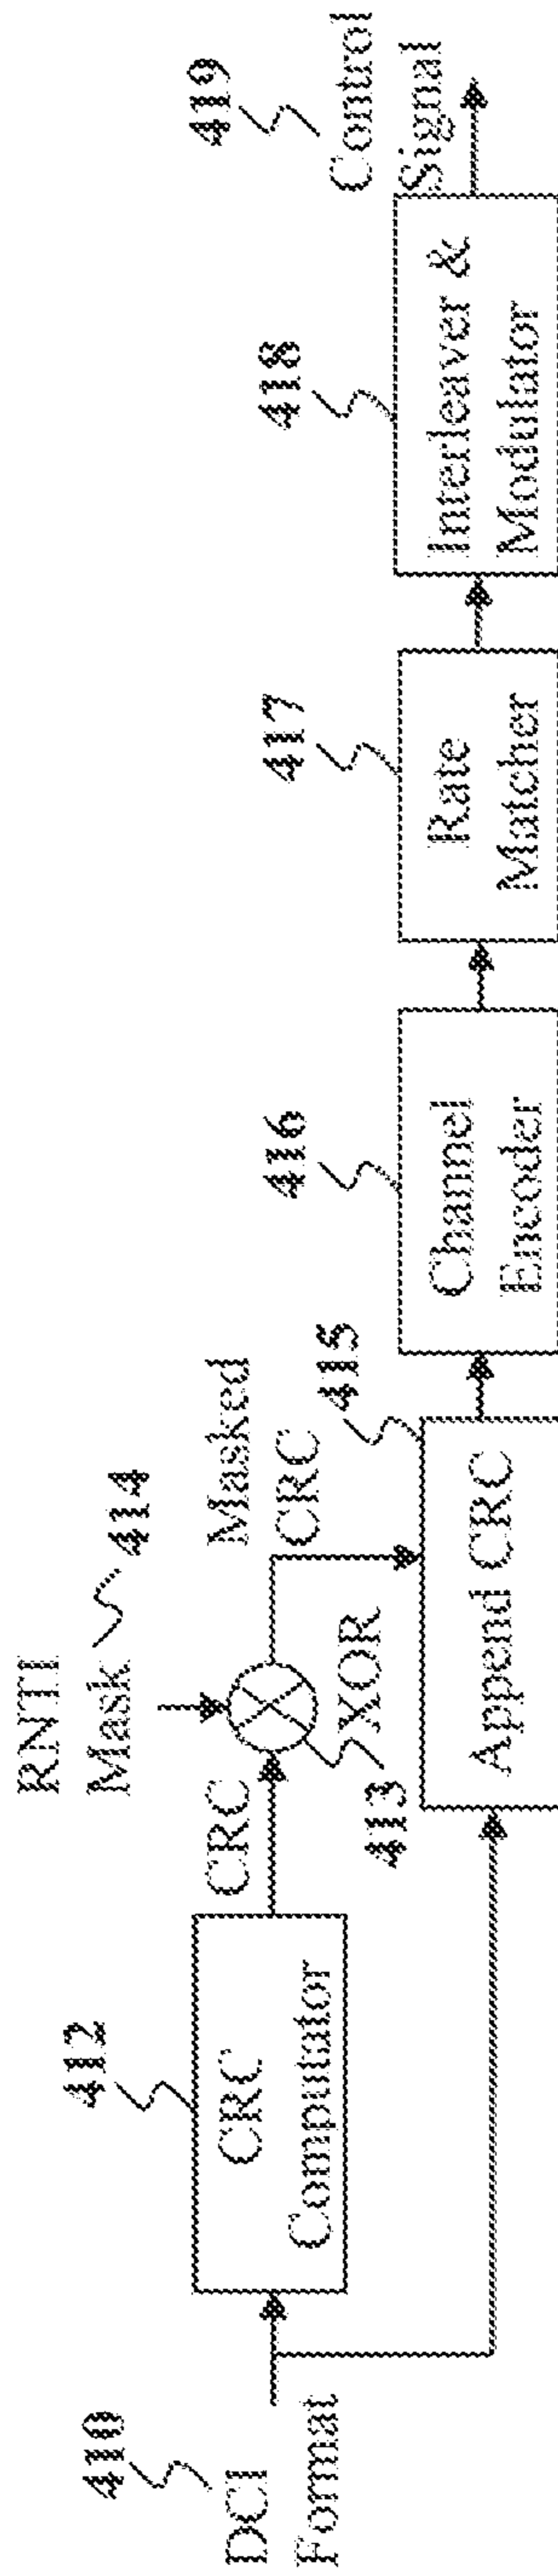 410
DCI
Format
412
CRC
Computator
CRC
RNTI
Mask
414
413
XOR
Masked
CRC
415
Append CRC
416
Channel
Encoder
417
Rate
Matcher
418
Interleaver &
Modulator
419
Control
Signal